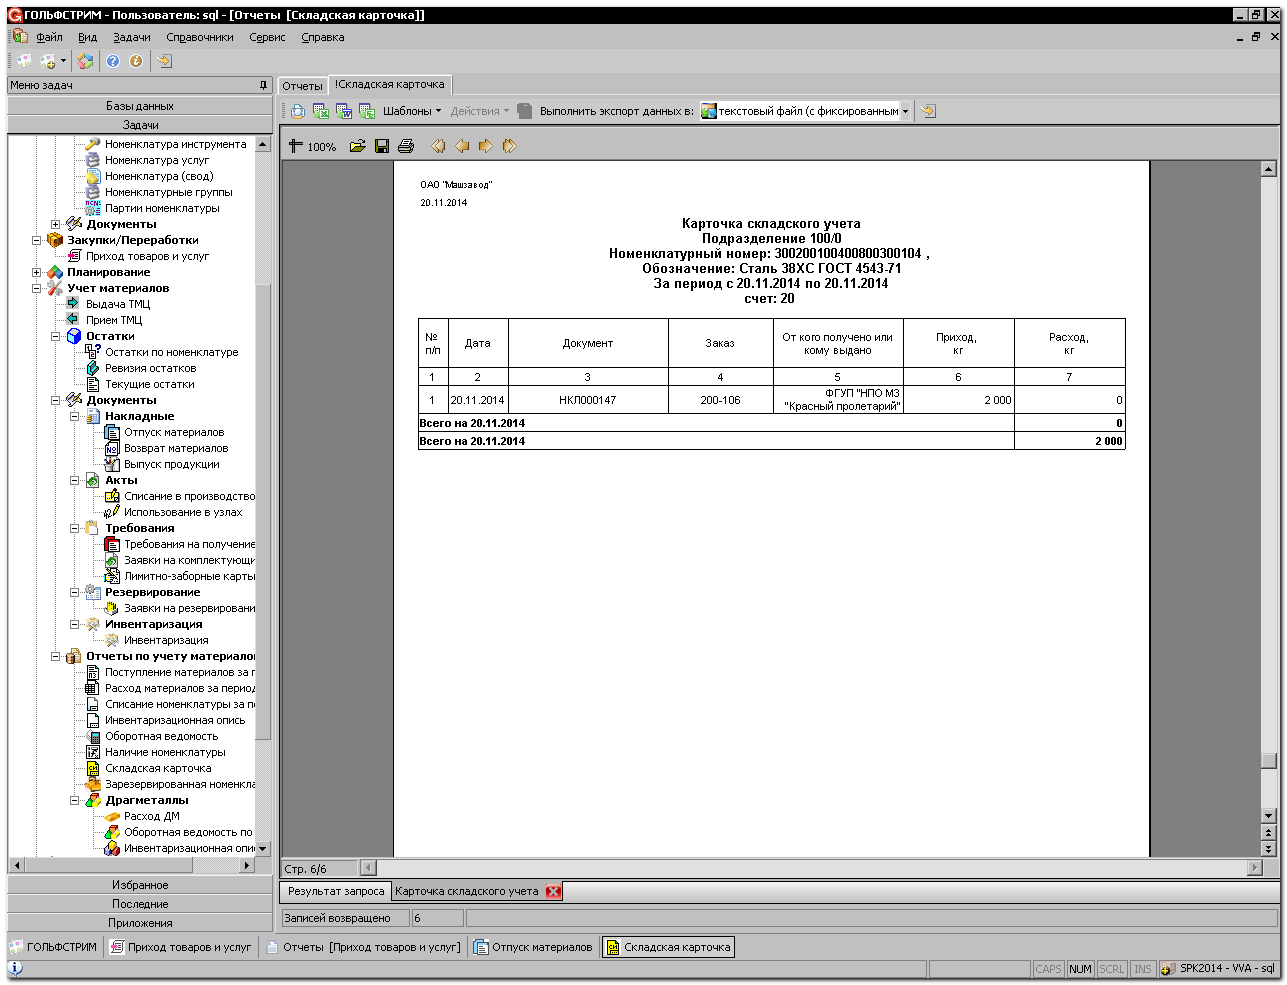 ГОЛЬФСТРИМ - Пользователь: sql - [Отчеты [Складская карточка]]
Файл Вид Задачи Справочники Сервис Справка
Меню задач
Базы данных
Задачи
Номенклатура инструмента
Номенклатура услуг
Номенклатура (свод)
Номенклатурные группы
Партии номенклатуры
Документы
Закупки/Переработки
Приход товаров и услуг
Планирование
Учет материалов
Выдача ТМЦ
Прием ТМЦ
Остатки
Остатки по номенклатуре
Ревизия остатков
Текущие остатки
Документы
Накладные
Отпуск материалов
Возврат материалов
Выпуск продукции
Акты
Списание в производство
Использование в узлах
Требования
Требования на получение
Заявки на комплектующи
Лимитно-заборные карты
Резервирование
Заявки на резервировани
Инвентаризация
Инвентаризация
Отчеты по учету материало
Поступление материалов за п
Расход материалов за период
Списание номенклатуры за п
Инвентаризационная опись
Оборотная ведомость
Наличие номенклатуры
Складская карточка
Зарезервированная номенкла
Драгметаллы
Расход ДМ
Оборотная ведомость по
Инвентаризационная опи
Избранное
Последние
Приложения
Отчеты !Складская карточка
Шаблоны Действия Выполнить экспорт данных в: текстовый файл (с фиксированным
100%
ОАО "Машзавод"
20.11.2014
Карточка складского учета
Подразделение 100/0
Номенклатурный номер: 300200100400800300104 ,
Обозначение: Сталь 38ХС ГОСТ 4543-71
За период с 20.11.2014 по 20.11.2014
счет: 20
№ п/п Дата Документ Заказ От кого получено или кому выдано Приход, кг Расход, кг
1 2 3 4 5 6 7
1 20.11.2014 НКЛ000147 200-106 ФГУП "НПО МЗ "Красный пролетарий" 2 000 0
Всего на 20.11.2014 0
Всего на 20.11.2014 2 000
Стр. 6/6
Результат запроса Карточка складского учета
Записей возвращено 6
ГОЛЬФСТРИМ Приход товаров и услуг Отчеты [Приход товаров и услуг] Отпуск материалов Складская карточка
CAPS NUM SCRL INS SPK2014 - VVA - sql